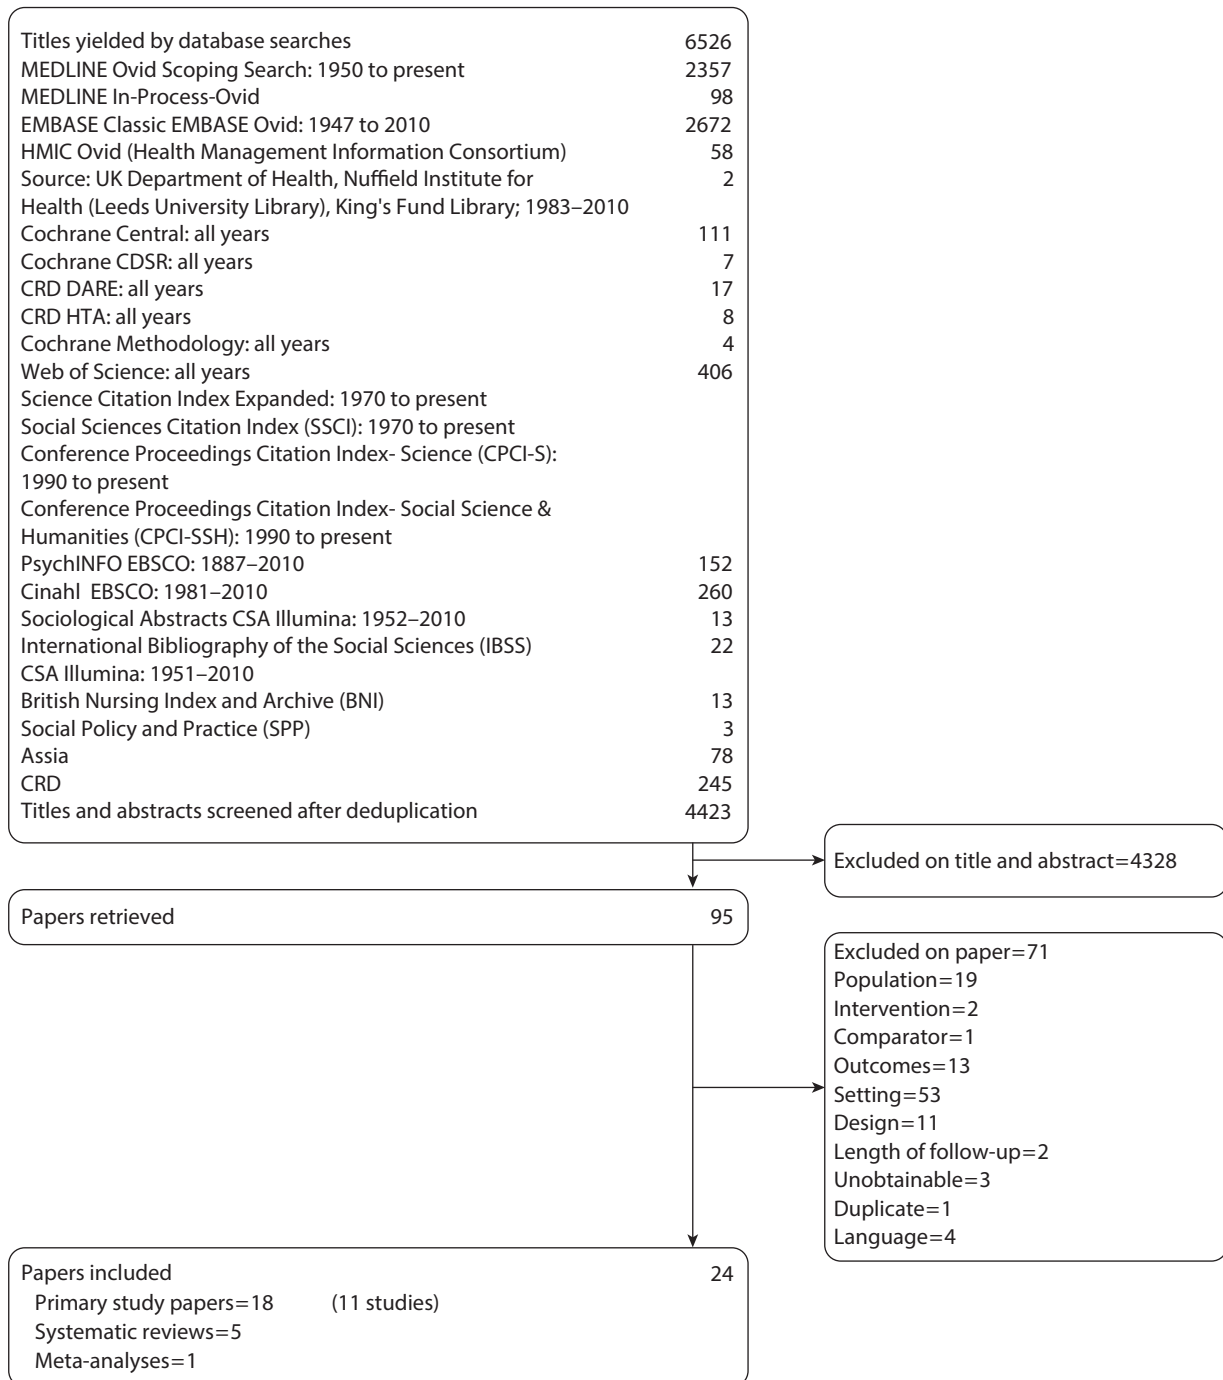 Titles yielded by database searches 6526
MEDLINE Ovid Scoping Search: 1950 to present 2357
MEDLINE In-Process-Ovid 98
EMBASE Classic EMBASE Ovid: 1947 to 2010 2672
HMIC Ovid (Health Management Information Consortium) 58
Source: UK Department of Health, Nuffield Institute for 2
Health (Leeds University Library), King's Fund Library; 1983–2010
Cochrane Central: all years 111
Cochrane CDSR: all years 7
CRD DARE: all years 17
CRD HTA: all years 8
Cochrane Methodology: all years 4
Web of Science: all years 406
Science Citation Index Expanded: 1970 to present
Social Sciences Citation Index (SSCI): 1970 to present
Conference Proceedings Citation Index- Science (CPCI-S):
1990 to present
Conference Proceedings Citation Index- Social Science &
Humanities (CPCI-SSH): 1990 to present
PsychINFO EBSCO: 1887–2010 152
Cinahl EBSCO: 1981–2010 260
Sociological Abstracts CSA Illumina: 1952–2010 13
International Bibliography of the Social Sciences (IBSS) 22
CSA Illumina: 1951–2010
British Nursing Index and Archive (BNI) 13
Social Policy and Practice (SPP) 3
Assia 78
CRD 245
Titles and abstracts screened after deduplication 4423
Excluded on title and abstract=4328
Papers retrieved 95
Excluded on paper=71
Population=19
Intervention=2
Comparator=1
Outcomes=13
Setting=53
Design=11
Length of follow-up=2
Unobtainable=3
Duplicate=1
Language=4
Papers included 24
Primary study papers=18 (11 studies)
Systematic reviews=5
Meta-analyses=1